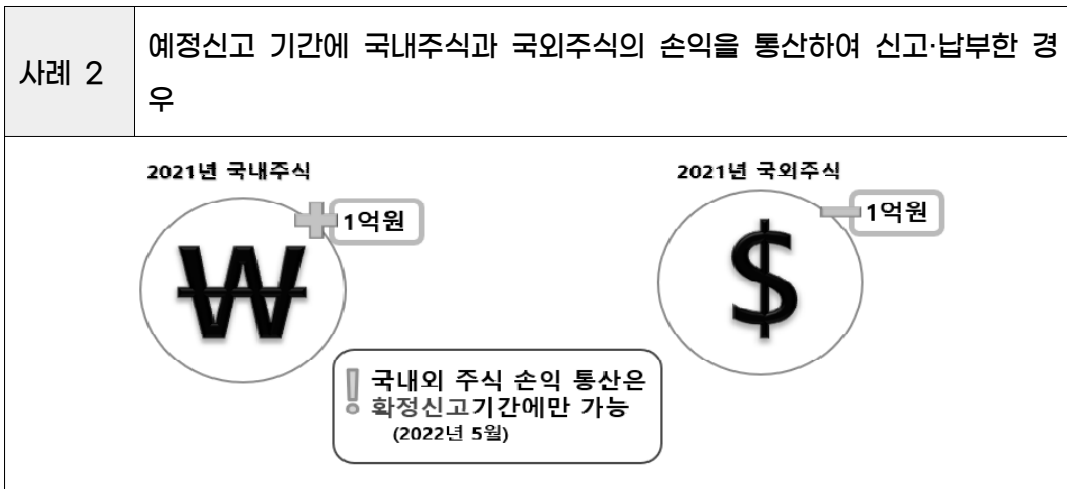 사례 2
예정신고 기간에 국내주식과 국외주식의 손익을 통산하여 신고·납부한 경
우
2021년 국내주식
2021년 국외주식
+ 1억원
- 1억원
₩
$
! 국내외 주식 손익 통산은
확정신고기간에만 가능
(2022년 5월)